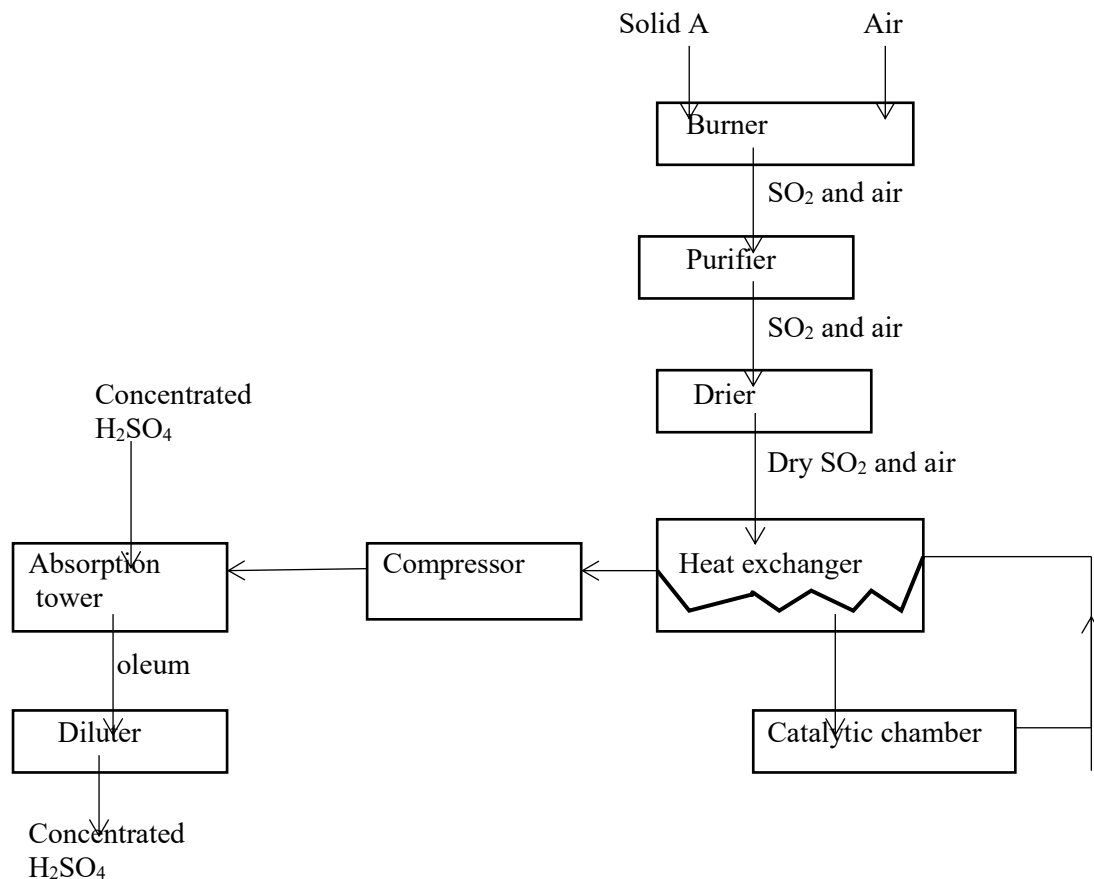 Solid A
Air
Burner
SO₂ and air
Purifier
SO₂ and air
Drier
Dry SO₂ and air
Concentrated
H₂SO₄
Absorption
tower
Compressor
Heat exchanger
oleum
Diluter
Catalytic chamber
Concentrated
H₂SO₄